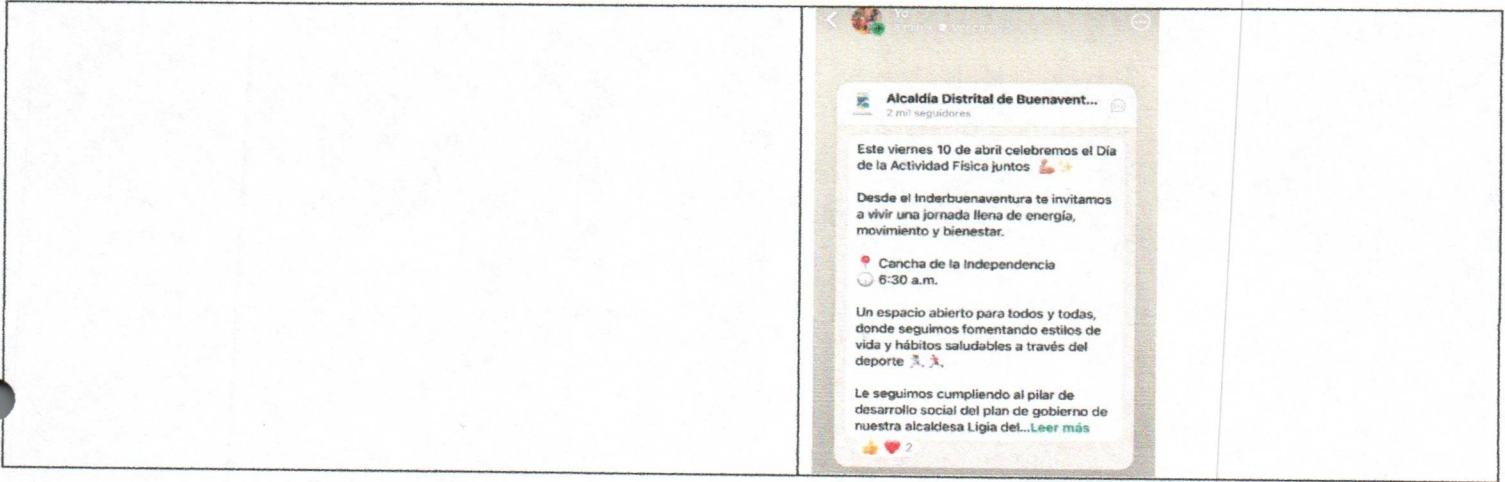 Yo
Alcaldía Distrital de Buenavent...
2 mil seguidores
Este viernes 10 de abril celebremos el Día
de la Actividad Física juntos 💪✨
Desde el Inderbuenaventura te invitamos
a vivir una jornada llena de energía,
movimiento y bienestar.
📍 Cancha de la Independencia
🕡 6:30 a.m.
Un espacio abierto para todos y todas,
donde seguimos fomentando estilos de
vida y hábitos saludables a través del
deporte 🏃🏃
Le seguimos cumpliendo al pilar de
desarrollo social del plan de gobierno de
nuestra alcaldesa Ligia del...Leer más
👍❤️ 2